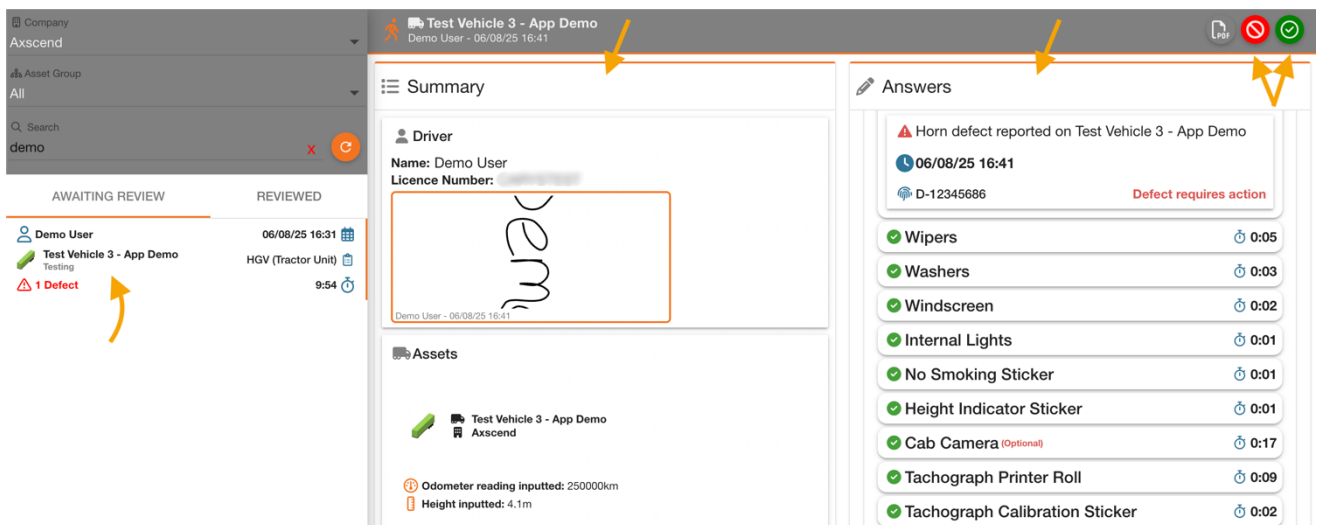 Company
Axscend
Asset Group
All
Search
demo
X
AWAITING REVIEW
REVIEWED
Demo User
06/08/25 16:31
Test Vehicle 3 - App Demo
Testing
HGV (Tractor Unit)
1 Defect
9:54
Test Vehicle 3 - App Demo
Demo User - 06/08/25 16:41
PDF
Summary
Driver
Name: Demo User
Licence Number:
Demo User - 06/08/25 16:41
Assets
Test Vehicle 3 - App Demo
Axscend
Odometer reading inputted: 250000km
Height inputted: 4.1m
Answers
Horn defect reported on Test Vehicle 3 - App Demo
06/08/25 16:41
D-12345686
Defect requires action
Wipers 0:05
Washers 0:03
Windscreen 0:02
Internal Lights 0:01
No Smoking Sticker 0:01
Height Indicator Sticker 0:01
Cab Camera (Optional) 0:17
Tachograph Printer Roll 0:09
Tachograph Calibration Sticker 0:02